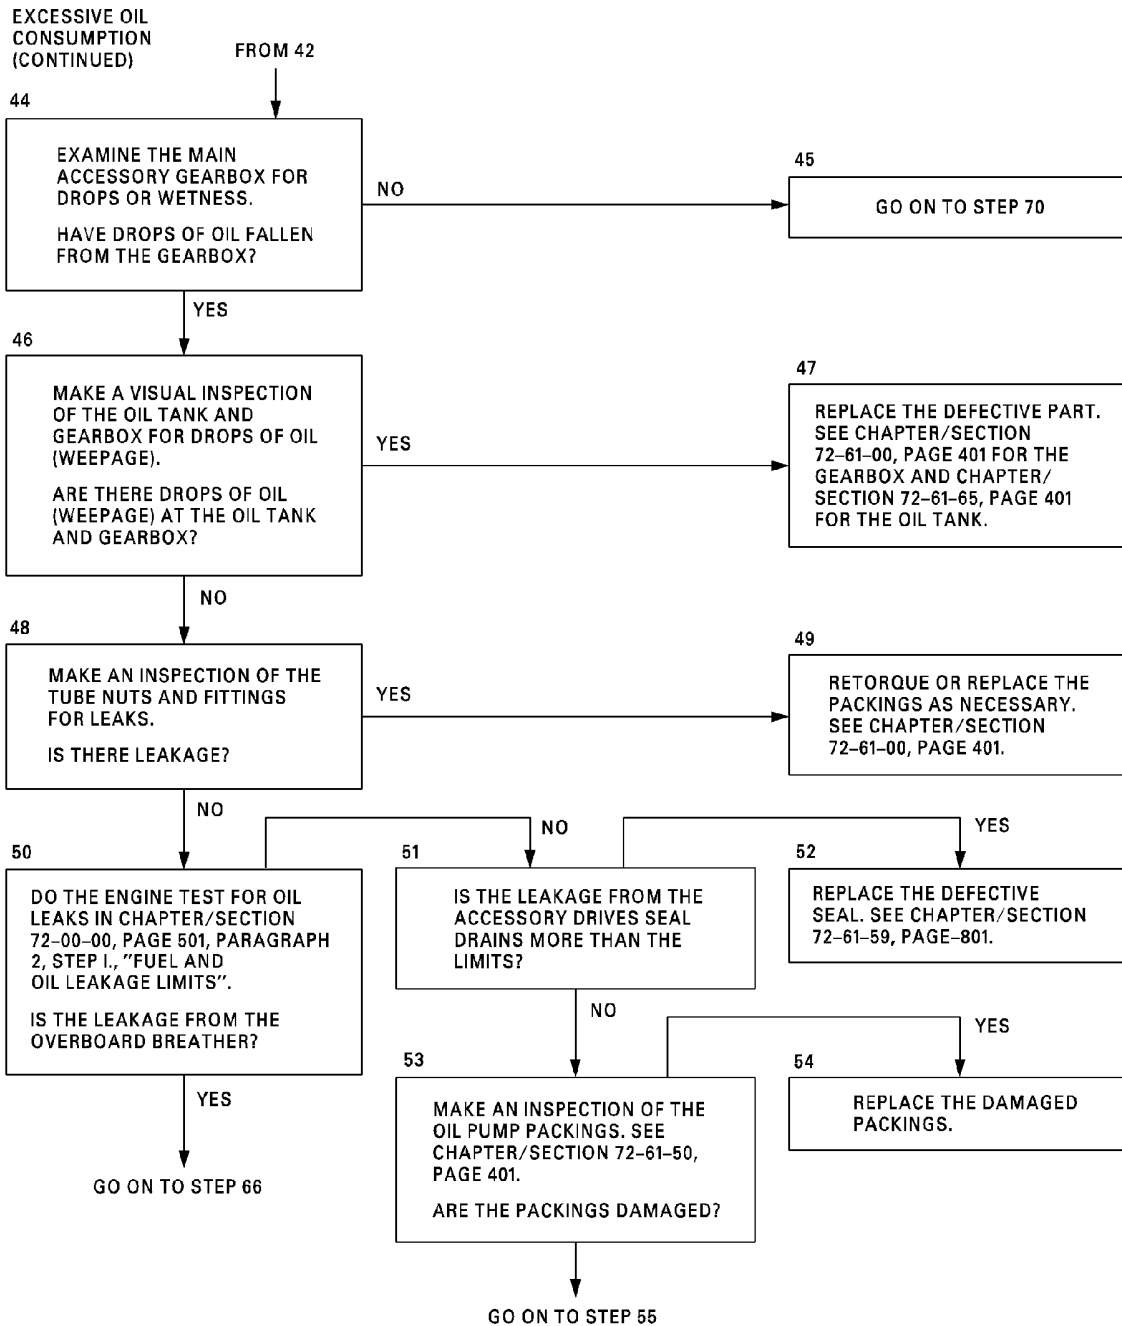 EXCESSIVE OIL
CONSUMPTION
(CONTINUED)
FROM 42
44
EXAMINE THE MAIN
ACCESSORY GEARBOX FOR
DROPS OR WETNESS.
HAVE DROPS OF OIL FALLEN
FROM THE GEARBOX?
NO
45
GO ON TO STEP 70
YES
46
MAKE A VISUAL INSPECTION
OF THE OIL TANK AND
GEARBOX FOR DROPS OF OIL
(WEEPAGE).
ARE THERE DROPS OF OIL
(WEEPAGE) AT THE OIL TANK
AND GEARBOX?
YES
47
REPLACE THE DEFECTIVE PART.
SEE CHAPTER/SECTION
72–61–00, PAGE 401 FOR THE
GEARBOX AND CHAPTER/
SECTION 72–61–65, PAGE 401
FOR THE OIL TANK.
NO
48
MAKE AN INSPECTION OF THE
TUBE NUTS AND FITTINGS
FOR LEAKS.
IS THERE LEAKAGE?
YES
49
RETORQUE OR REPLACE THE
PACKINGS AS NECESSARY.
SEE CHAPTER/SECTION
72–61–00, PAGE 401.
NO
50
DO THE ENGINE TEST FOR OIL
LEAKS IN CHAPTER/SECTION
72–00–00, PAGE 501, PARAGRAPH
2, STEP I., "FUEL AND
OIL LEAKAGE LIMITS".
IS THE LEAKAGE FROM THE
OVERBOARD BREATHER?
NO
51
IS THE LEAKAGE FROM THE
ACCESSORY DRIVES SEAL
DRAINS MORE THAN THE
LIMITS?
YES
52
REPLACE THE DEFECTIVE
SEAL. SEE CHAPTER/SECTION
72–61–59, PAGE–801.
NO
53
MAKE AN INSPECTION OF THE
OIL PUMP PACKINGS. SEE
CHAPTER/SECTION 72–61–50,
PAGE 401.
ARE THE PACKINGS DAMAGED?
YES
54
REPLACE THE DAMAGED
PACKINGS.
YES
GO ON TO STEP 66
GO ON TO STEP 55